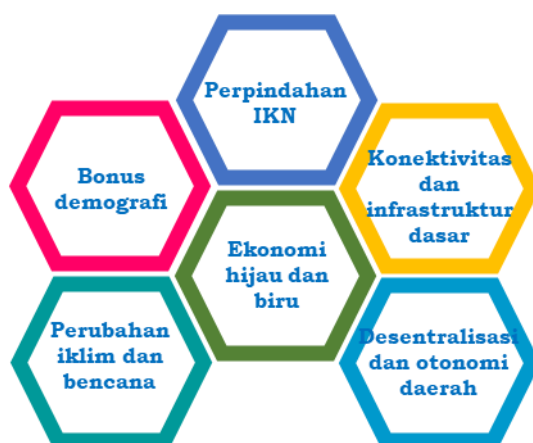 Perpindahan
IKN
Bonus
demografi
Konektivitas
dan
infrastruktur
dasar
Ekonomi
hijau dan
biru
Perubahan
iklim dan
bencana
Desentralisasi
dan otonomi
daerah